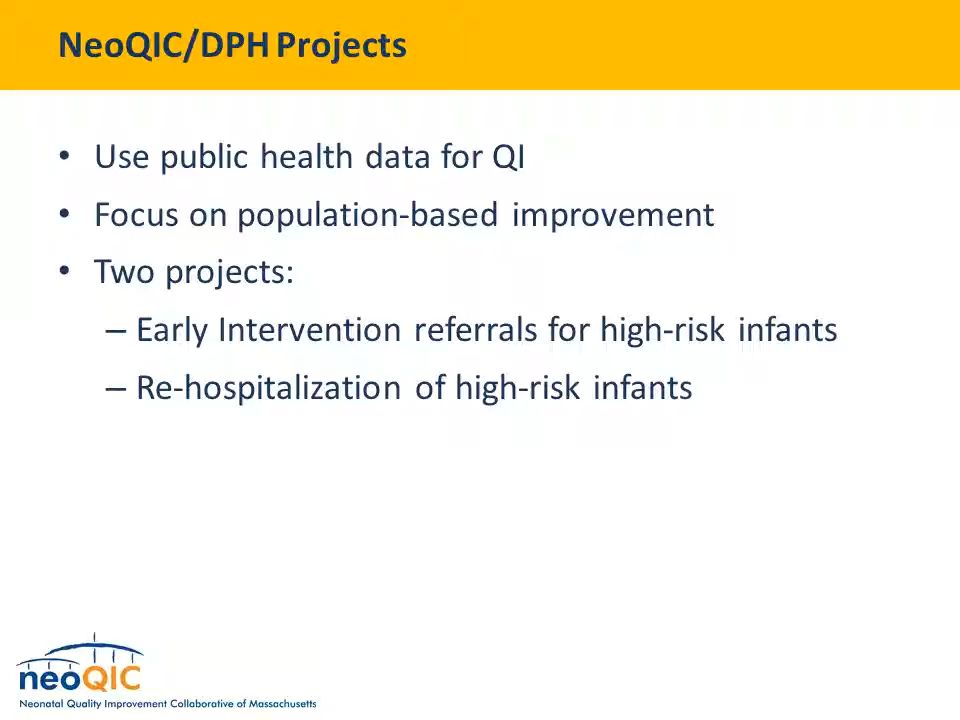 NeoQIC/DPH Projects
• Use public health data for QI
• Focus on population-based improvement
• Two projects:
– Early Intervention referrals for high-risk infants
– Re-hospitalization of high-risk infants
neoQIC
Neonatal Quality Improvement Collaborative of Massachusetts